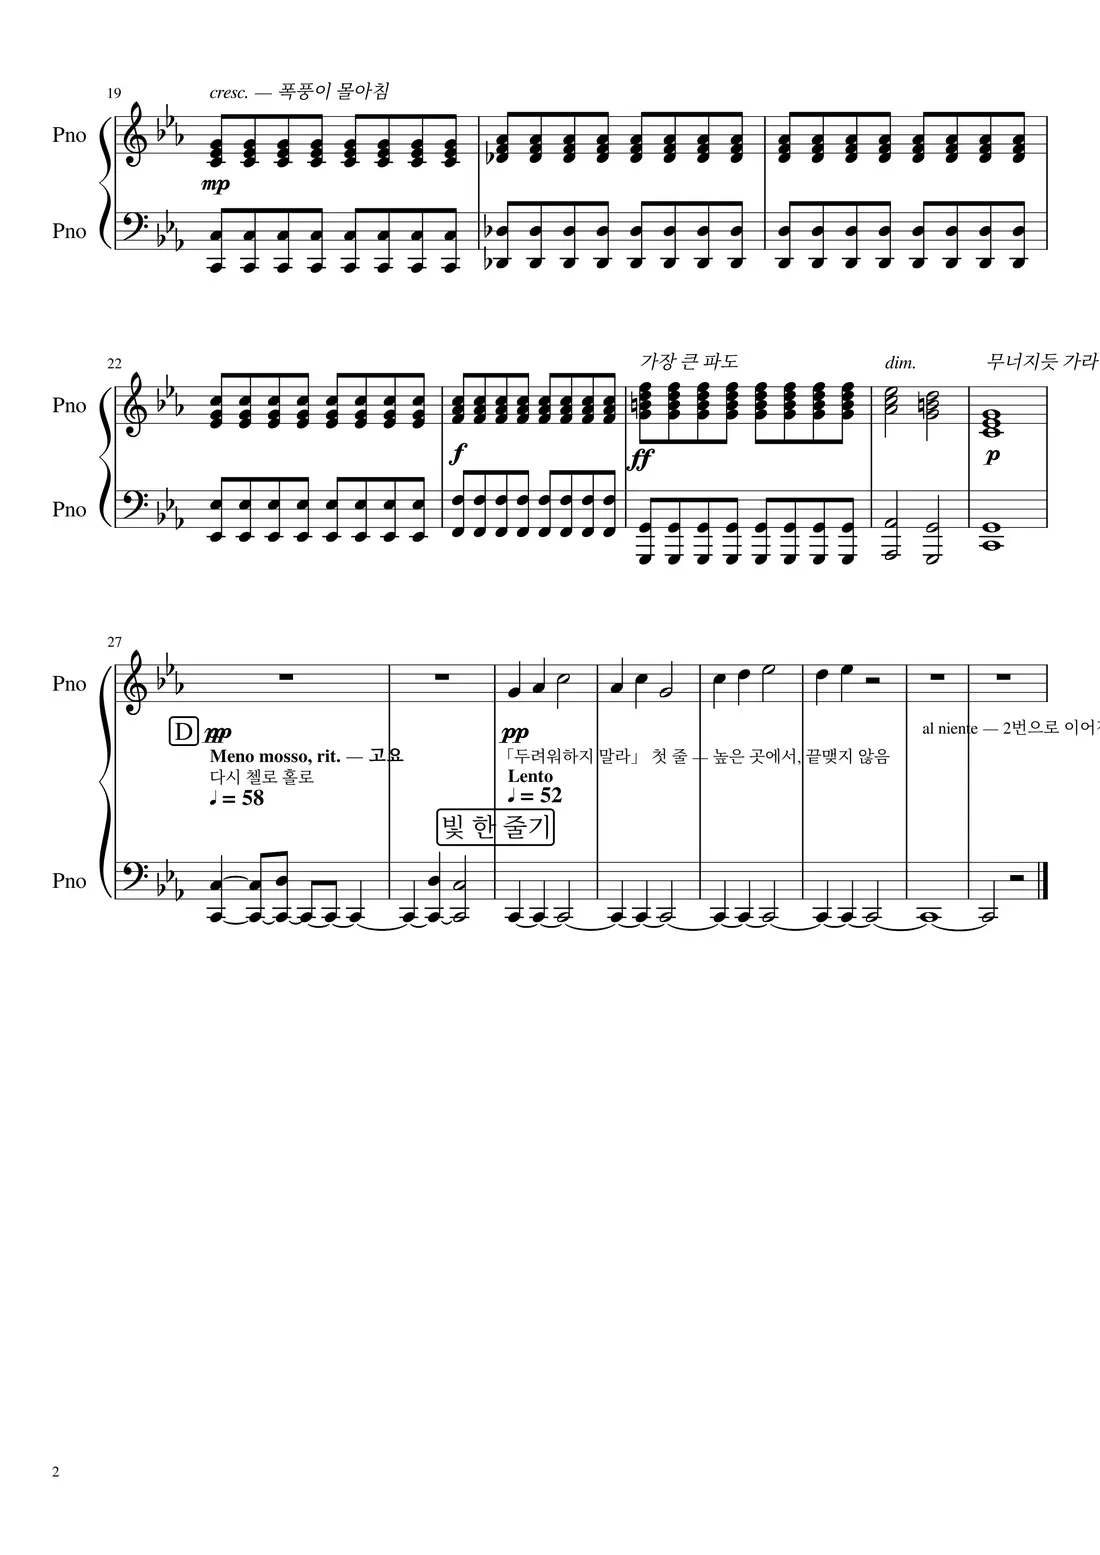 19
cresc. — 폭풍이 몰아침
Pno
mp
Pno
22
가장 큰 파도
dim.
무너지듯 가라
Pno
f
ff
p
Pno
27
Pno
D
pp
pp
al niente — 2번으로 이어
Meno mosso, rit. — 고요
「두려워하지 말라」 첫 줄 — 높은 곳에서, 끝맺지 않음
다시 첼로 홀로
Lento
♩ = 58
♩ = 52
빛 한 줄기
Pno
2